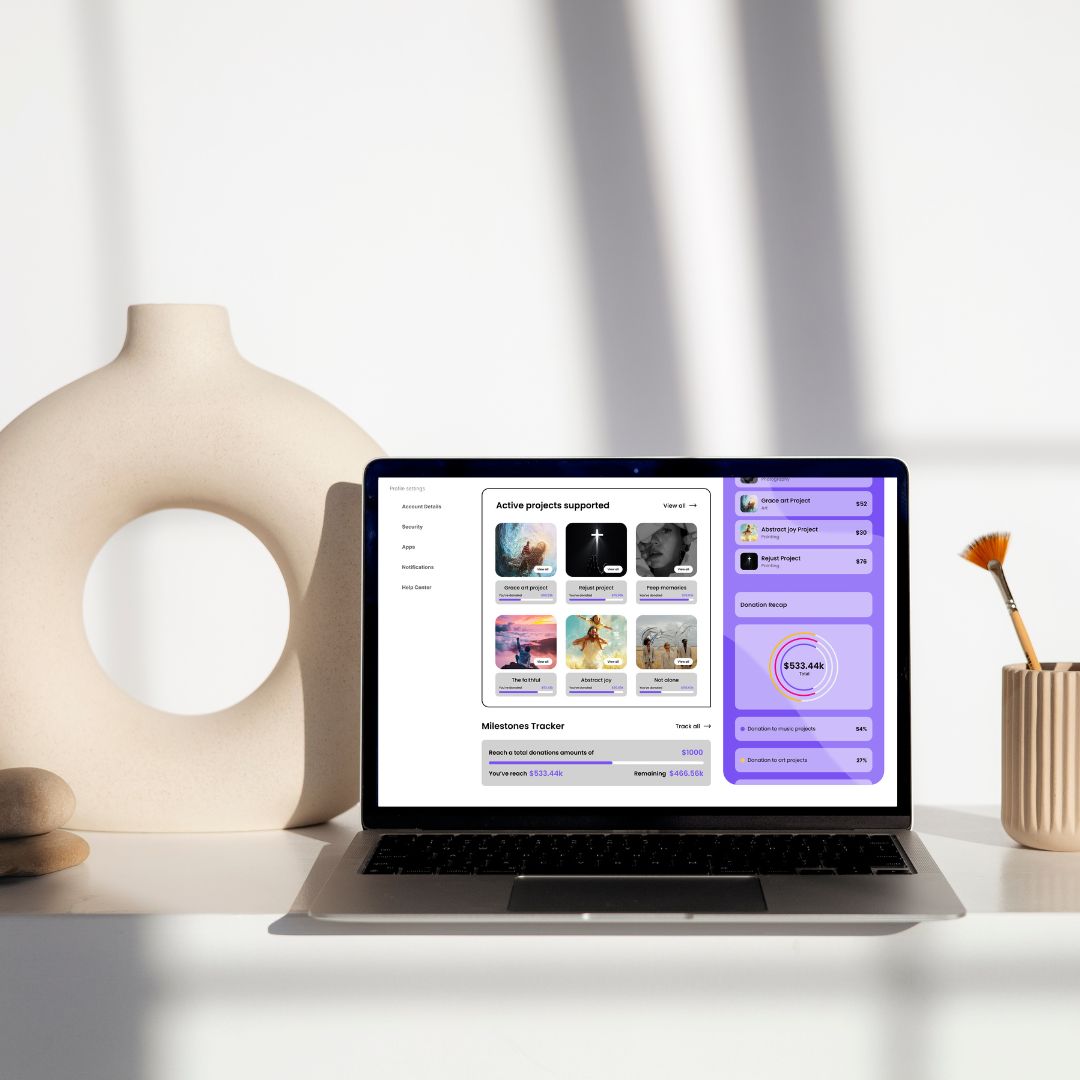 Profile settings
Account Details
Security
Apps
Notifications
Help Center
Active projects supported
View all
View all
View all
View all
Grace art project
Rejust project
Peep memories
You've donated
You've donated
You've donated
View all
View all
View all
The faithful
Abstract joy
Not alone
You've donated
You've donated
You've donated
Milestones Tracker
Track all
Reach a total donations amounts of
$1000
You've reach $533.44k
Remaining $466.56k
Photography
Grace art Project
Art
$52
Abstract joy Project
Painting
$30
Rejust Project
Painting
$76
Donation Recap
$533.44k
Total
Donation to music projects
54%
Donation to art projects
27%